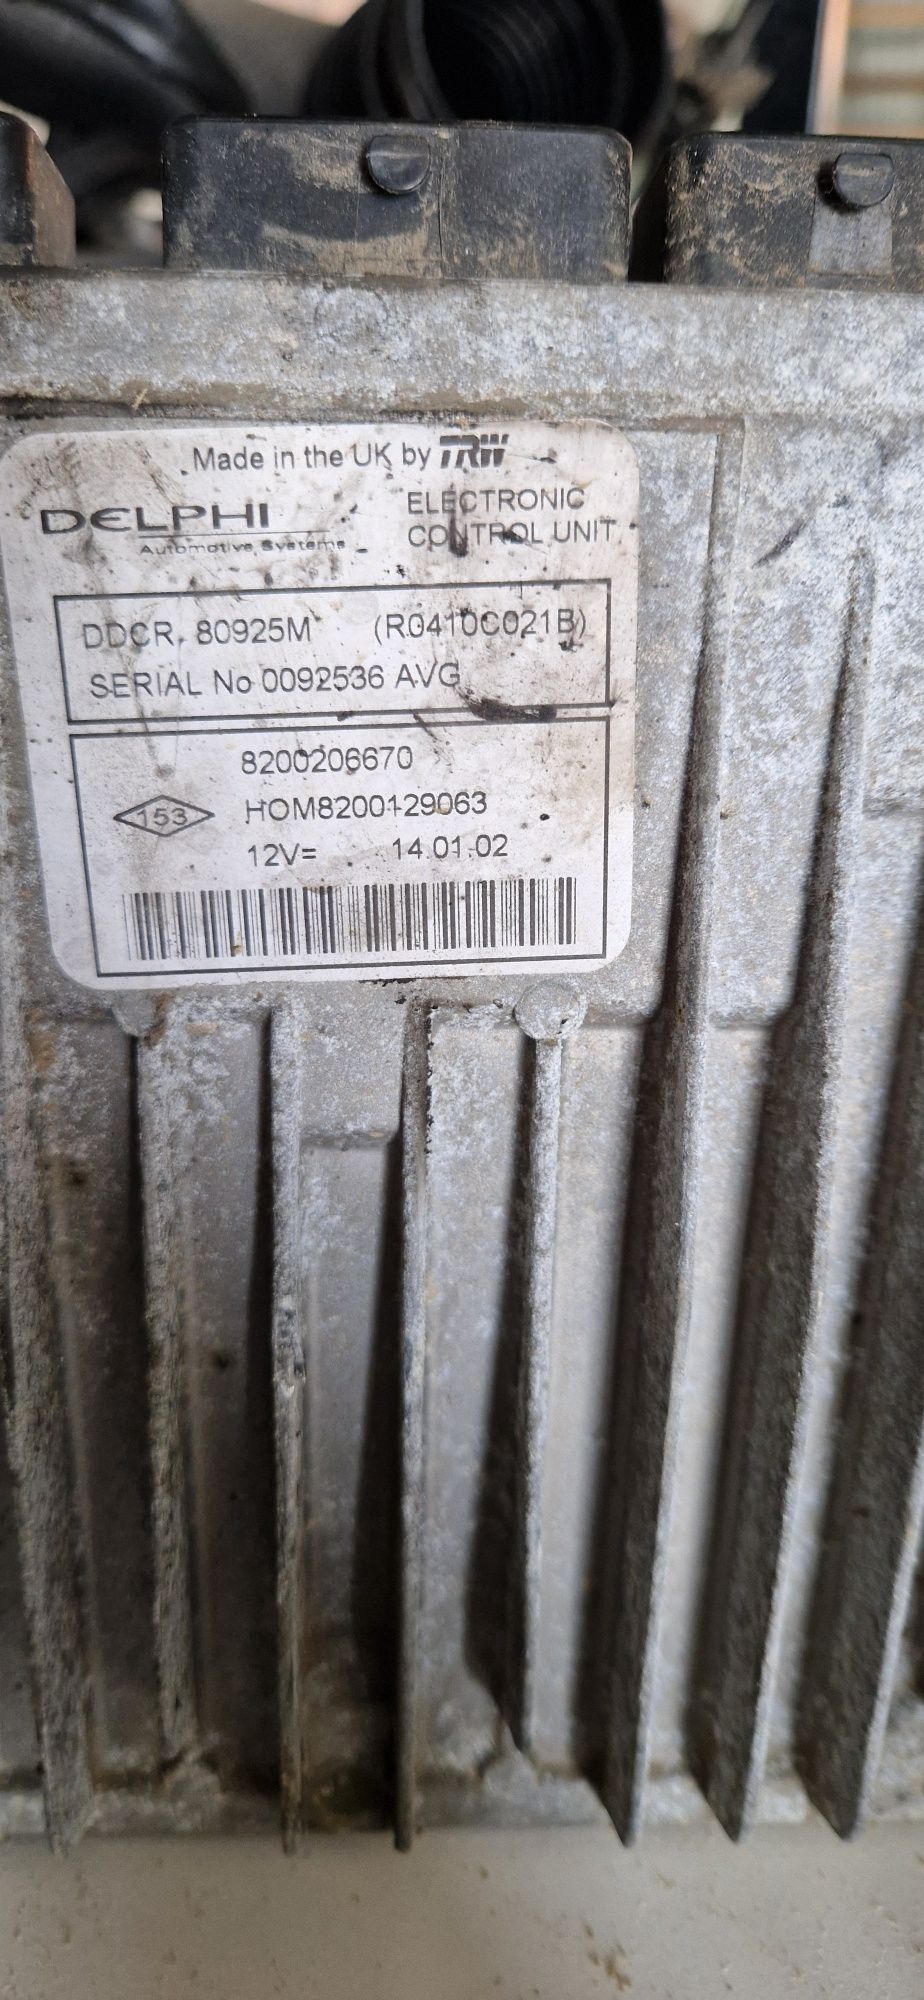 Made in the UK by TRW
DELPHI
Automotive Systems
ELECTRONIC
CONTROL UNIT
DDCR. 80925M (R0410C021B)
SERIAL No 0092536 AVG
8200206670
153
HOM8200129063
12V= 14.01.02